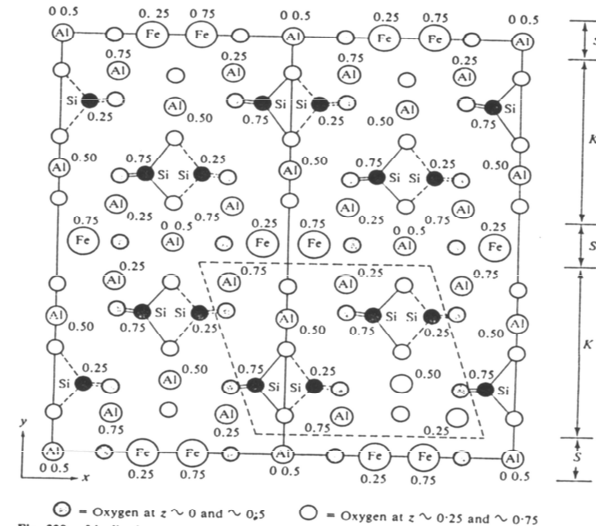 0 0.5 0.25 0.75 0 0.5 0.25 0.75 0 0.5
Al Fe Fe Al Fe Fe Al S
0.75 0.25 0.75 0.25
Al Al Al Al
Si Al Si Si Al Si
0.25 0.75 0.25 0.75
0.50 0.50
0.50 0.75 0.25 0.50 0.75 0.25 0.50 K
Al Si Si Al Si Si Al
Al Al Al Al
0.75 0.25 0.75 0.25 0.25 0.75 0.75 0.25
0 0.5 0 0.5
Fe Al Fe Fe Al Fe S
0.25 0.75 0.25 0.75
Al Al Al Al
Si Si Si Si
Al 0.75 0.25 Al 0.75 0.25 Al
0.50 0.50 0.50 K
0.25 0.50 0.50 0.75
Si Al Si Si Si
0.75 0.25
Al Al Al
0.75 0.25 0.75 0.25
y
Al Fe Fe Al Fe Fe Al S
0 0.5 0.25 0.75 0 0.5 0.25 0.75 0 0.5
x
= Oxygen at z ~ 0 and ~ 0.5 = Oxygen at z ~ 0·25 and ~ 0·75